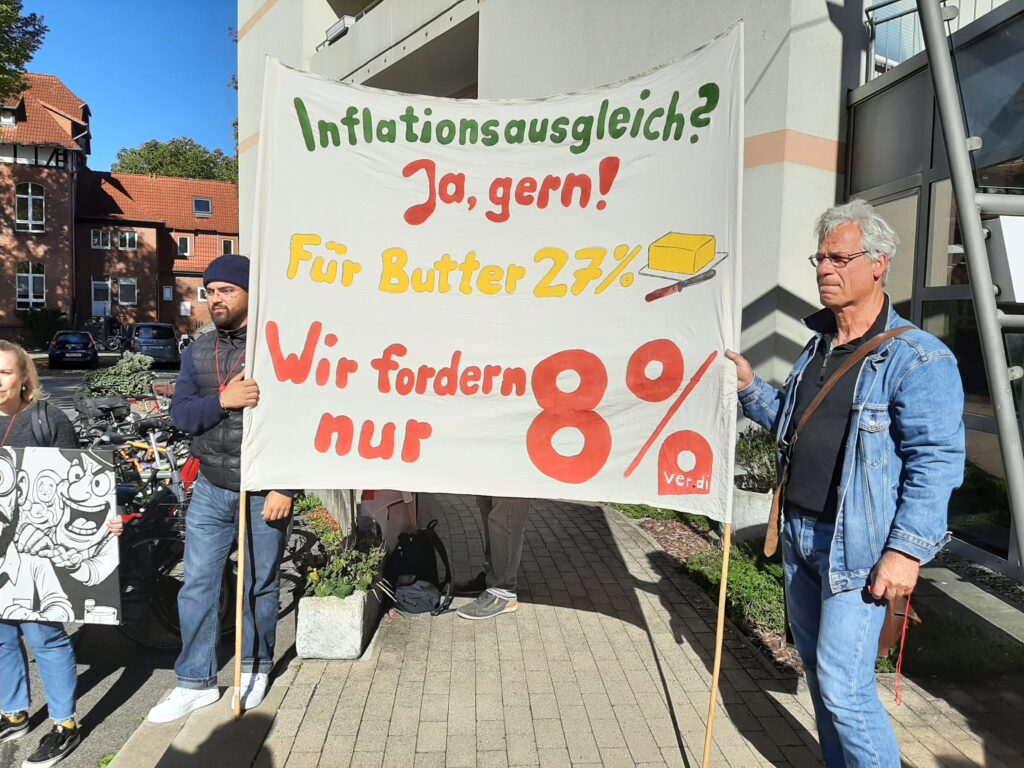 Inflationsausgleich?
Ja, gern!
Für Butter 27%
Wir fordern 8%
nur
ver.di